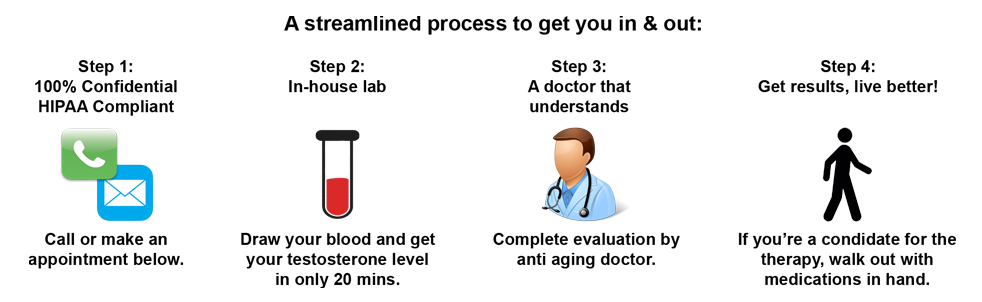 A streamlined process to get you in & out:
Step 1:
100% Confidential
HIPAA Compliant
Call or make an
appointment below.
Step 2:
In-house lab
Draw your blood and get
your testosterone level
in only 20 mins.
Step 3:
A doctor that
understands
Complete evaluation by
anti aging doctor.
Step 4:
Get results, live better!
If you’re a candidate for the
therapy, walk out with
medications in hand.